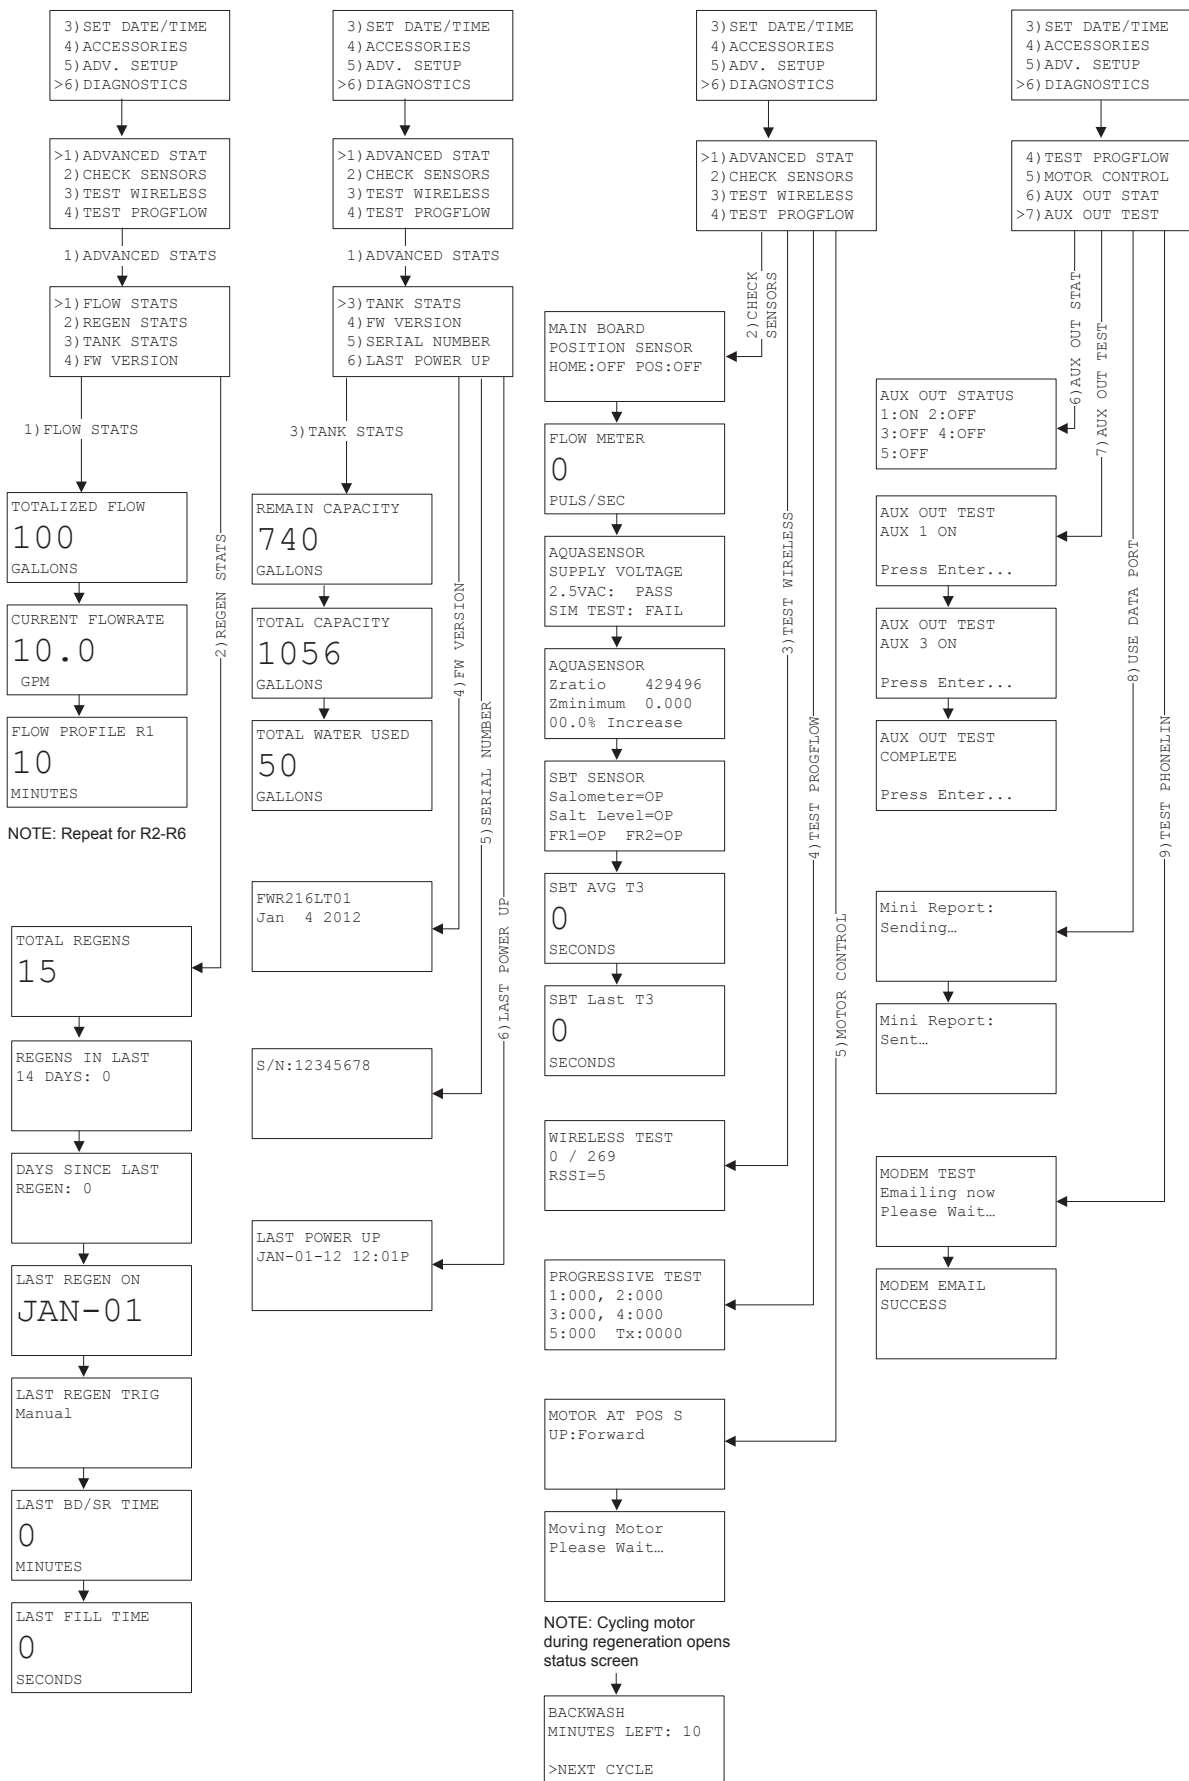 3)SET DATE/TIME
4)ACCESSORIES
5)ADV. SETUP
>6)DIAGNOSTICS
>1)ADVANCED STAT
2)CHECK SENSORS
3)TEST WIRELESS
4)TEST PROGFLOW
1)ADVANCED STATS
>1)FLOW STATS
2)REGEN STATS
3)TANK STATS
4)FW VERSION
1)FLOW STATS
2)REGEN STATS
TOTALIZED FLOW
100
GALLONS
CURRENT FLOWRATE
10.0
GPM
FLOW PROFILE R1
10
MINUTES
NOTE: Repeat for R2-R6
TOTAL REGENS
15
REGENS IN LAST
14 DAYS: 0
DAYS SINCE LAST
REGEN: 0
LAST REGEN ON
JAN-01
LAST REGEN TRIG
Manual
LAST BD/SR TIME
0
MINUTES
LAST FILL TIME
0
SECONDS
3)SET DATE/TIME
4)ACCESSORIES
5)ADV. SETUP
>6)DIAGNOSTICS
>1)ADVANCED STAT
2)CHECK SENSORS
3)TEST WIRELESS
4)TEST PROGFLOW
1)ADVANCED STATS
>3)TANK STATS
4)FW VERSION
5)SERIAL NUMBER
6)LAST POWER UP
3)TANK STATS
4)FW VERSION
5)SERIAL NUMBER
6)LAST POWER UP
REMAIN CAPACITY
740
GALLONS
TOTAL CAPACITY
1056
GALLONS
TOTAL WATER USED
50
GALLONS
FWR216LT01
Jan  4 2012
S/N:12345678
LAST POWER UP
JAN-01-12 12:01P
3)SET DATE/TIME
4)ACCESSORIES
5)ADV. SETUP
>6)DIAGNOSTICS
>1)ADVANCED STAT
2)CHECK SENSORS
3)TEST WIRELESS
4)TEST PROGFLOW
2)CHECK
SENSORS
3)TEST WIRELESS
4)TEST PROGFLOW
5)MOTOR CONTROL
MAIN BOARD
POSITION SENSOR
HOME:OFF POS:OFF
FLOW METER
0
PULS/SEC
AQUASENSOR
SUPPLY VOLTAGE
2.5VAC:  PASS
SIM TEST: FAIL
AQUASENSOR
Zratio    429496
Zminimum  0.000
00.0% Increase
SBT SENSOR
Salometer=OP
Salt Level=OP
FR1=OP  FR2=OP
SBT AVG T3
0
SECONDS
SBT Last T3
0
SECONDS
WIRELESS TEST
0 / 269
RSSI=5
PROGRESSIVE TEST
1:000, 2:000
3:000, 4:000
5:000  Tx:0000
MOTOR AT POS S
UP:Forward
Moving Motor
Please Wait…
NOTE: Cycling motor
during regeneration opens
status screen
BACKWASH
MINUTES LEFT: 10
>NEXT CYCLE
3)SET DATE/TIME
4)ACCESSORIES
5)ADV. SETUP
>6)DIAGNOSTICS
4)TEST PROGFLOW
5)MOTOR CONTROL
6)AUX OUT STAT
>7)AUX OUT TEST
6)AUX OUT STAT
7)AUX OUT TEST
8)USE DATA PORT
9)TEST PHONELIN
AUX OUT STATUS
1:ON 2:OFF
3:OFF 4:OFF
5:OFF
AUX OUT TEST
AUX 1 ON
Press Enter...
AUX OUT TEST
AUX 3 ON
Press Enter...
AUX OUT TEST
COMPLETE
Press Enter...
Mini Report:
Sending…
Mini Report:
Sent…
MODEM TEST
Emailing now
Please Wait…
MODEM EMAIL
SUCCESS